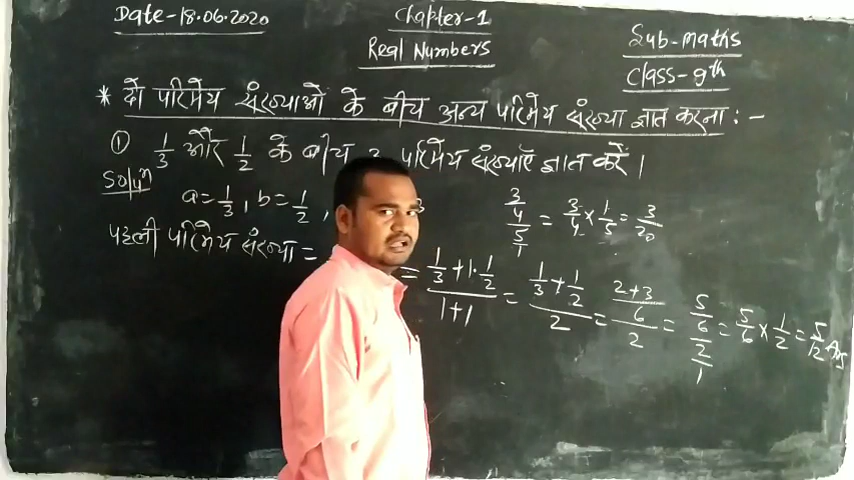 Date-18.06.2020
Chapter-1
Real Numbers
Sub-maths
Class-9th
* दो परिमेय संख्याओं के बीच अन्य परिमेय संख्या ज्ञात करना :-
① 1/3 और 1/2 के बीच 3 परिमेय संख्याएँ ज्ञात करें।
Solun
a=1/3, b=1/2, 3
3/4/5/1 = 3/4 × 1/5 = 3/20
पहली परिमेय संख्या =
= (1/3 + 1·1/2)/(1+1) = (1/3 + 1/2)/2 = ((2+3)/6)/2 = 5/6/2/1 = 5/6 × 1/2 = 5/12 Ans